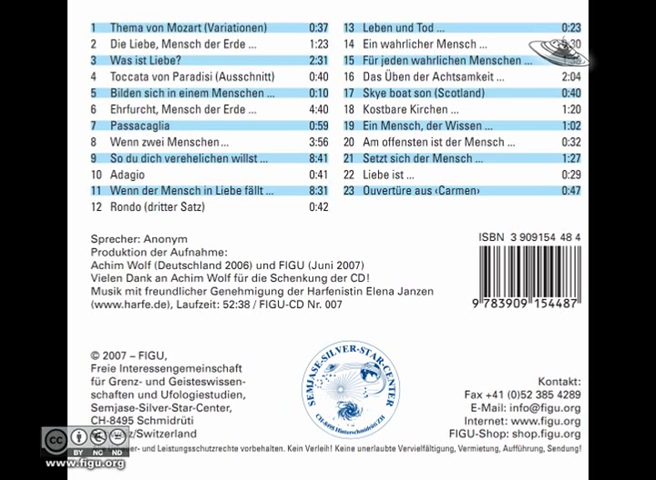 1 Thema von Mozart (Variationen) 0:37
2 Die Liebe, Mensch der Erde ... 1:23
3 Was ist Liebe? 2:31
4 Toccata von Paradisi (Ausschnitt) 0:40
5 Bilden sich in einem Menschen ... 0:10
6 Ehrfurcht, Mensch der Erde ... 4:40
7 Passacaglia 0:59
8 Wenn zwei Menschen ... 3:56
9 So du dich verehelichen willst ... 8:41
10 Adagio 0:41
11 Wenn der Mensch in Liebe fällt ... 8:31
12 Rondo (dritter Satz) 0:42
13 Leben und Tod ... 0:23
14 Ein wahrlicher Mensch ... :30
15 Für jeden wahrlichen Menschen ...
16 Das Üben der Achtsamkeit ... 2:04
17 Skye boat son (Scotland) 0:40
18 Kostbare Kirchen ... 1:20
19 Ein Mensch, der Wissen ... 1:02
20 Am offensten ist der Mensch ... 0:32
21 Setzt sich der Mensch ... 1:27
22 Liebe ist ... 0:29
23 Ouvertüre aus ‹Carmen› 0:47
Sprecher: Anonym
Produktion der Aufnahme:
Achim Wolf (Deutschland 2006) und FIGU (Juni 2007)
Vielen Dank an Achim Wolf für die Schenkung der CD!
Musik mit freundlicher Genehmigung der Harfenistin Elena Janzen
(www.harfe.de), Laufzeit: 52:38 / FIGU-CD Nr. 007
ISBN 3 909154 48 4
9 783909 154487
© 2007 – FIGU,
Freie Interessengemeinschaft
für Grenz- und Geisteswissen-
schaften und Ufologiestudien,
Semjase-Silver-Star-Center,
CH-8495 Schmidrüti
/Switzerland
SEMJASE-SILVER-STAR-CENTER
CH-8495 Hinterschmidrüti ZH
Kontakt:
Fax +41 (0)52 385 4289
E-Mail: info@figu.org
Internet: www.figu.org
FIGU-Shop: shop.figu.org
- und Leistungsschutzrechte vorbehalten. Kein Verleih! Keine unerlaubte Vervielfältigung, Vermietung, Aufführung, Sendung!
cc
BY NC ND
www.figu.org